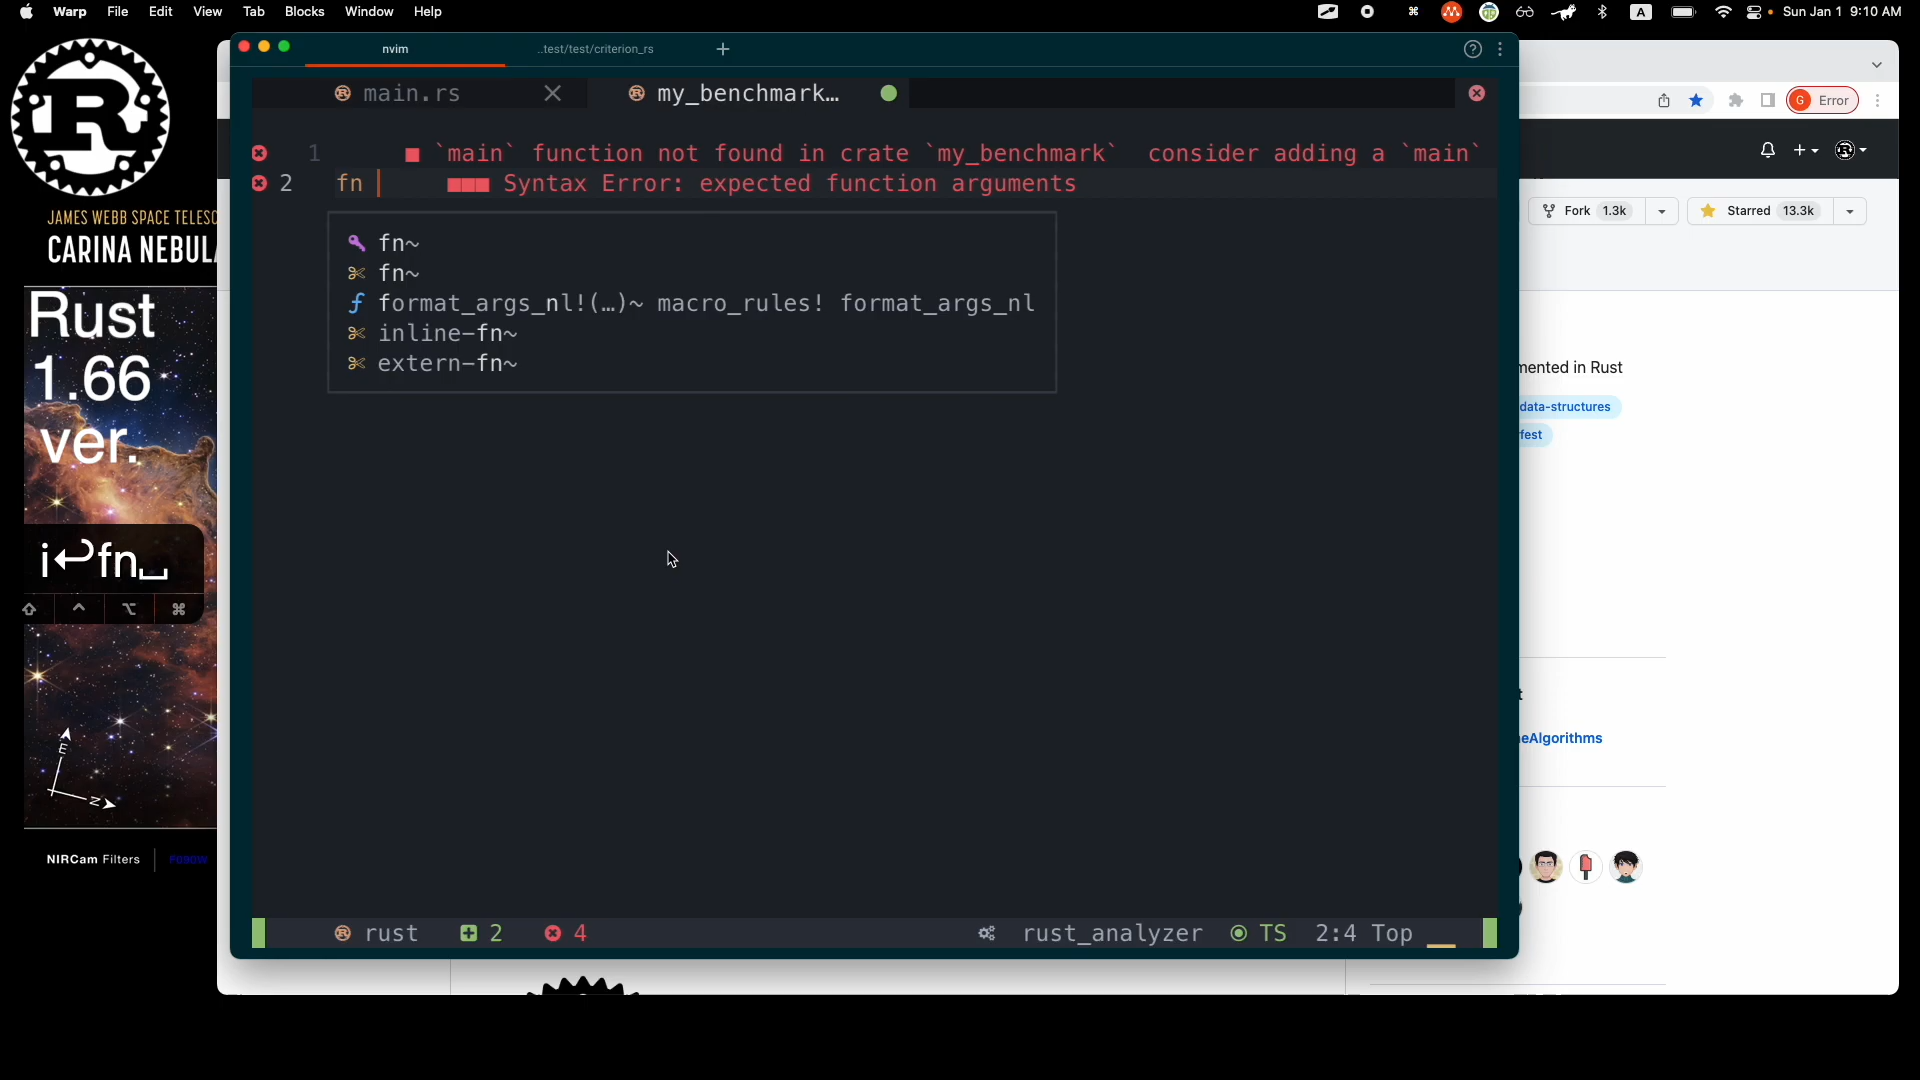 Warp File Edit View Tab Blocks Window Help
A Sun Jan 1 9:10 AM
nvim ..test/test/criterion_rs +
main.rs my_benchmark…
G Error
1 ■ `main` function not found in crate `my_benchmark`  consider adding a `main`
2 fn ■■■ Syntax Error: expected function arguments
fn~
fn~
format_args_nl!(…)~ macro_rules! format_args_nl
inline-fn~
extern-fn~
rust 2 4 rust_analyzer TS 2:4 Top
R
JAMES WEBB SPACE TELESC
CARINA NEBUL
Rust
1.66
ver.
i↩fn␣
⇧ ⌃ ⌥ ⌘
E
N
NIRCam Filters
F090W
Fork 1.3k
Starred 13.3k
mented in Rust
data-structures
fest
t
eAlgorithms